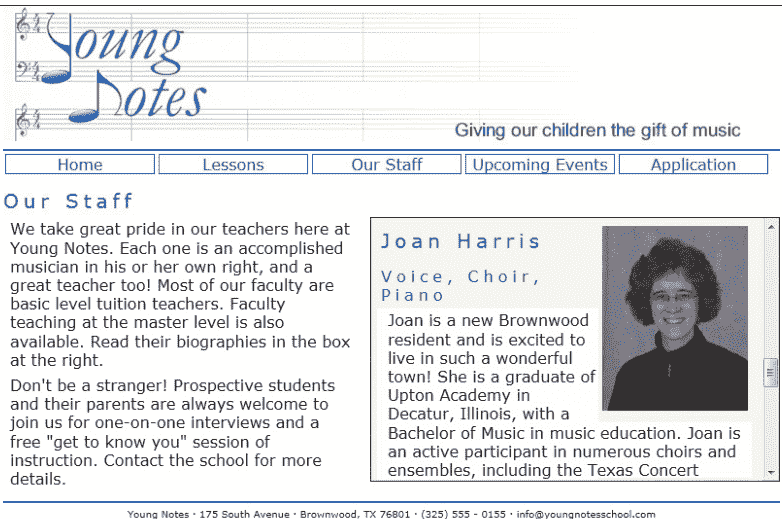 Young
Notes
Giving our children the gift of music
Home Lessons Our Staff Upcoming Events Application
Our Staff
We take great pride in our teachers here at
Young Notes. Each one is an accomplished
musician in his or her own right, and a
great teacher too! Most of our faculty are
basic level tuition teachers. Faculty
teaching at the master level is also
available. Read their biographies in the box
at the right.
Don't be a stranger! Prospective students
and their parents are always welcome to
join us for one-on-one interviews and a
free "get to know you" session of
instruction. Contact the school for more
details.
Joan Harris
Voice, Choir,
Piano
Joan is a new Brownwood
resident and is excited to
live in such a wonderful
town! She is a graduate of
Upton Academy in
Decatur, Illinois, with a
Bachelor of Music in music education. Joan is
an active participant in numerous choirs and
ensembles, including the Texas Concert
Young Notes · 175 South Avenue · Brownwood, TX 76801 · (325) 555 - 0155 · info@youngnotesschool.com